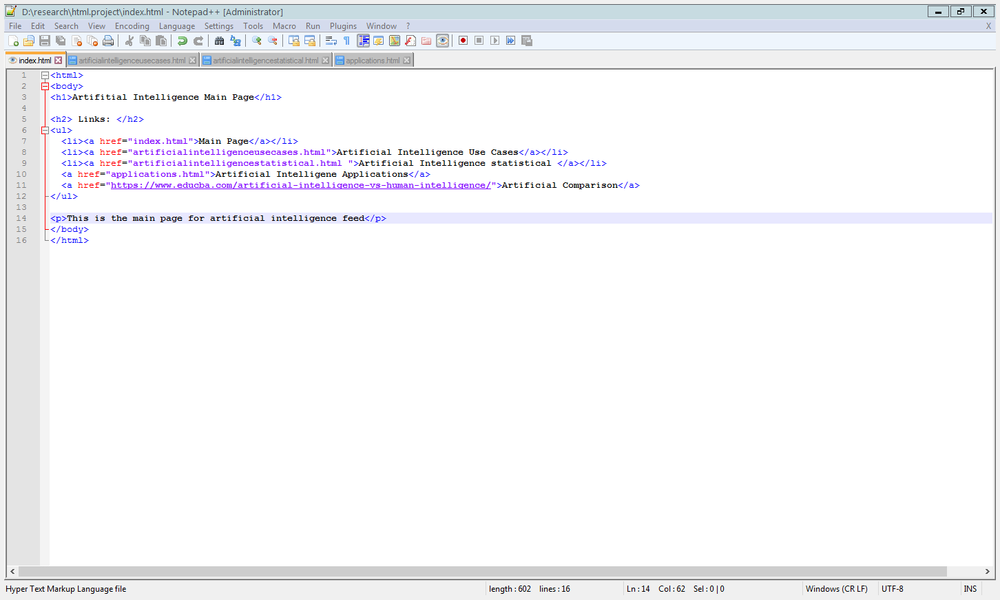 D:\research\html.project\index.html - Notepad++ [Administrator]
File Edit Search View Encoding Language Settings Tools Macro Run Plugins Window ? X
index.html artificialintelligenceusecases.html artificialintelligencestatistical.html applications.html
1 <html>
2 <body>
3 <h1>Artifitial Intelligence Main Page</h1>
4
5 <h2> Links: </h2>
6 <ul>
7 <li><a href="index.html">Main Page</a></li>
8 <li><a href="artificialintelligenceusecases.html">Artificial Intelligence Use Cases</a></li>
9 <li><a href="artificialintelligencestatistical.html ">Artificial Intelligence statistical </a></li>
10 <a href="applications.html">Artificial Intelligene Applications</a>
11 <a href="https://www.educba.com/artificial-intelligence-vs-human-intelligence/">Artificial Comparison</a>
12 </ul>
13
14 <p>This is the main page for artificial intelligence feed</p>
15 </body>
16 </html>
Hyper Text Markup Language file length : 602 lines : 16 Ln : 14 Col : 62 Sel : 0 | 0 Windows (CR LF) UTF-8 INS